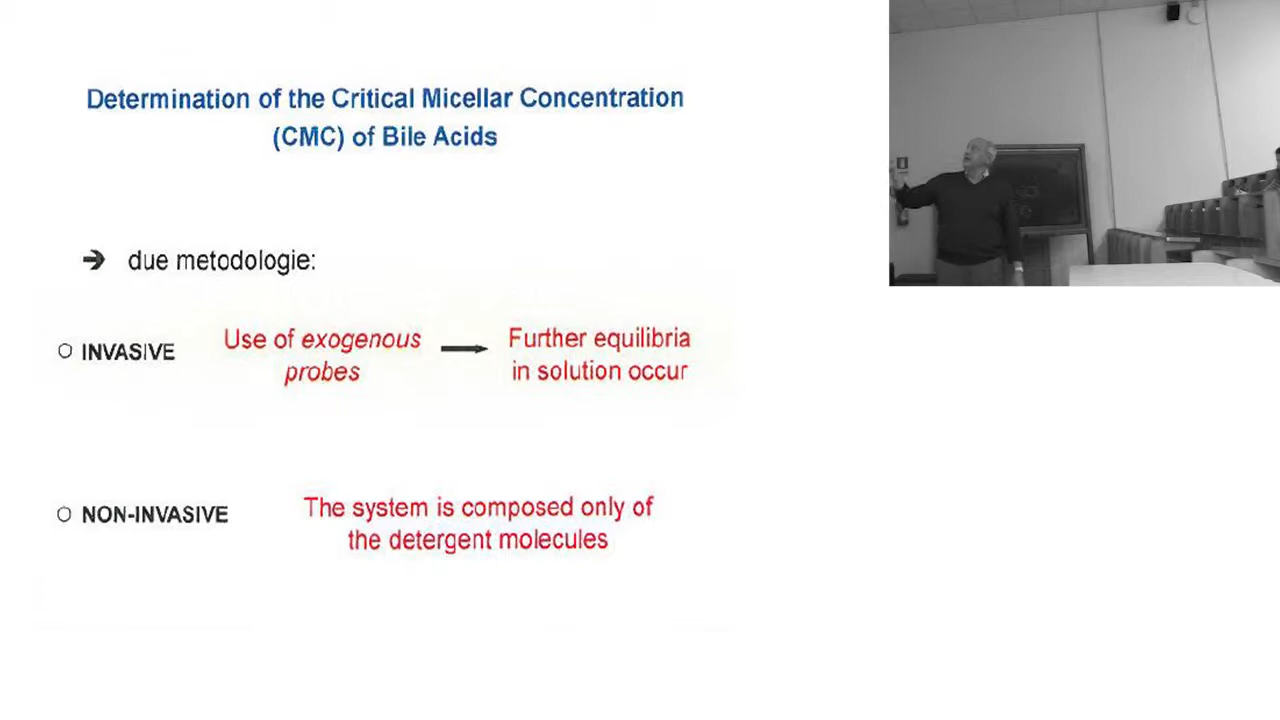 Determination of the Critical Micellar Concentration
(CMC) of Bile Acids
➔ due metodologie:
○ INVASIVE Use of exogenous probes → Further equilibria in solution occur
○ NON-INVASIVE The system is composed only of the detergent molecules